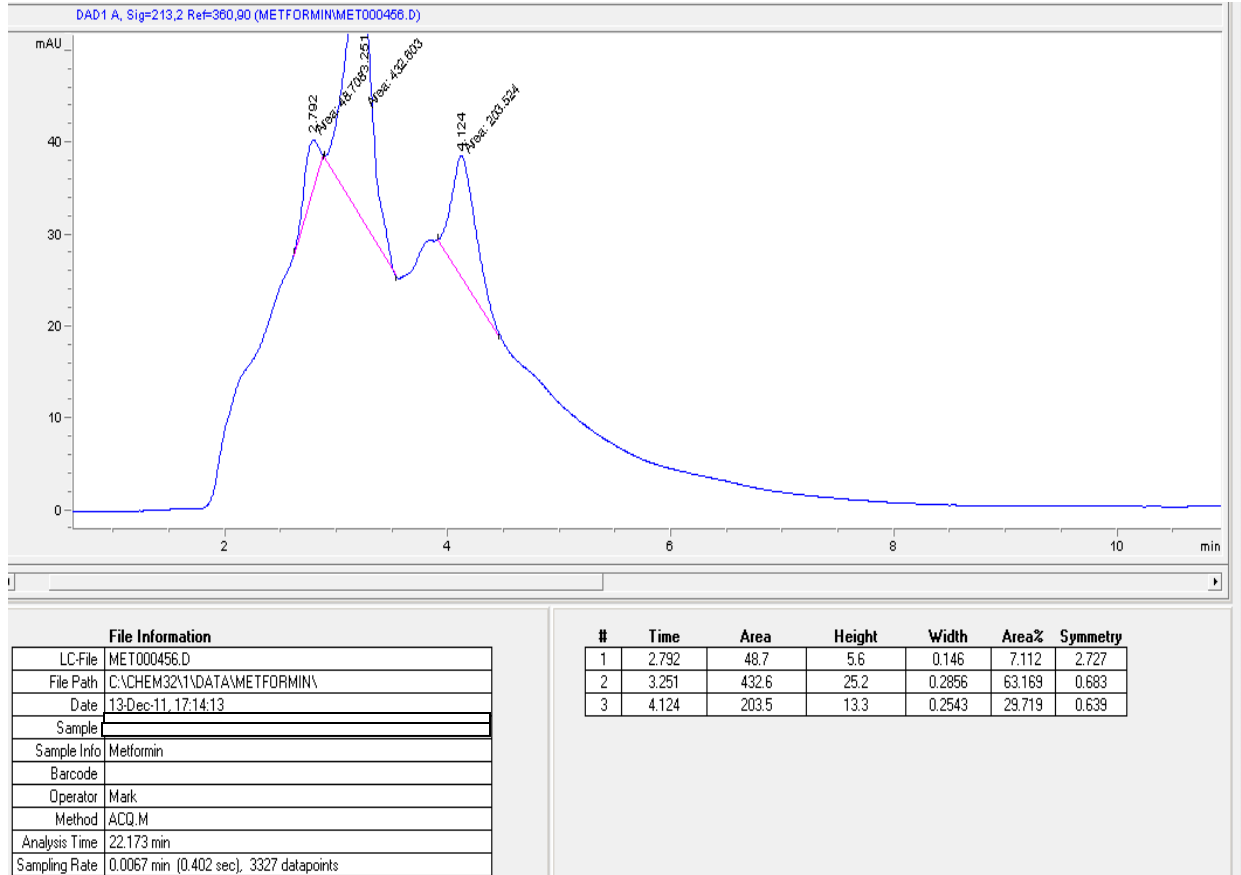 DAD1 A, Sig=213,2 Ref=360,90 (METFORMIN\MET000456.D)
mAU
40
30
20
10
0
2.792
Area: 48.708
3.251
Area: 432.603
4.124
Area: 203.524
2 4 6 8 10 min
File Information
LC-File MET000456.D
File Path C:\CHEM32\1\DATA\METFORMIN\
Date 13-Dec-11, 17:14:13
Sample
Sample Info Metformin
Barcode
Operator Mark
Method ACQ.M
Analysis Time 22.173 min
Sampling Rate 0.0067 min (0.402 sec), 3327 datapoints
# Time Area Height Width Area% Symmetry
1 2.792 48.7 5.6 0.146 7.112 2.727
2 3.251 432.6 25.2 0.2856 63.169 0.683
3 4.124 203.5 13.3 0.2543 29.719 0.639